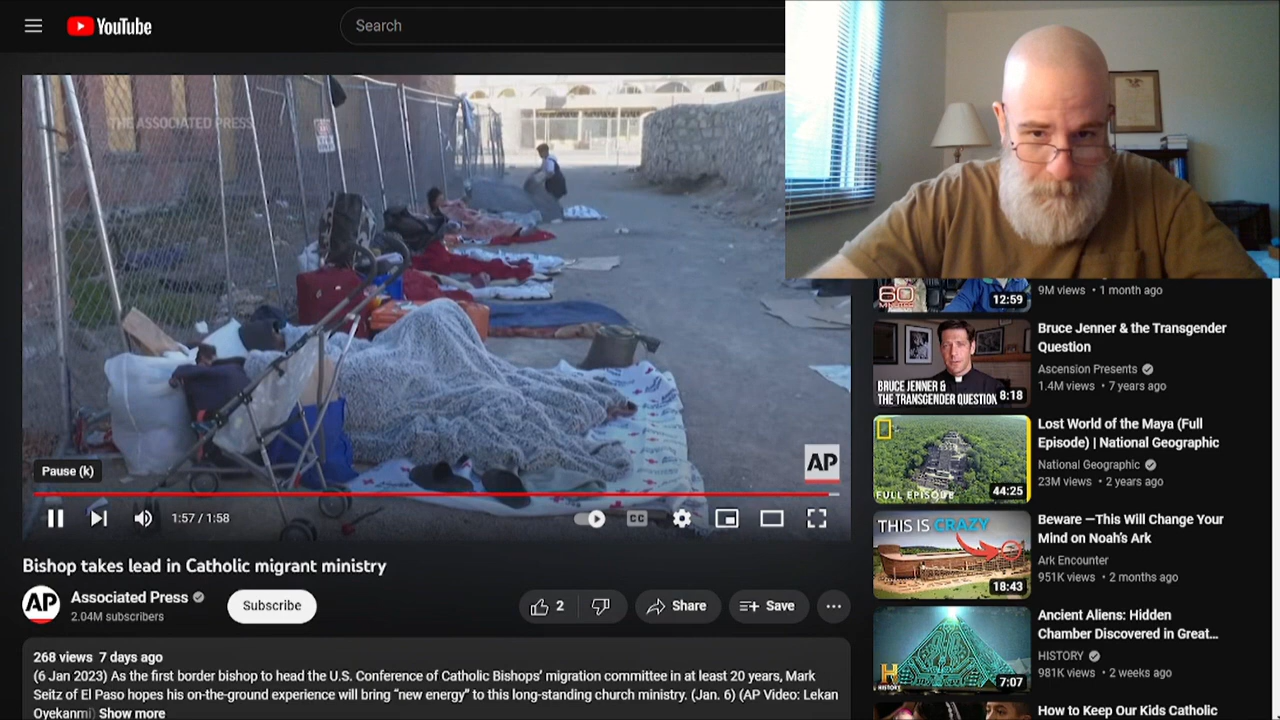 YouTube
Search
THE ASSOCIATED PRESS
AP
Pause (k)
1:57 / 1:58
CC
Bishop takes lead in Catholic migrant ministry
AP
Associated Press
2.04M subscribers
Subscribe
2
Share
Save
268 views 7 days ago
(6 Jan 2023) As the first border bishop to head the U.S. Conference of Catholic Bishops' migration committee in at least 20 years, Mark
Seitz of El Paso hopes his on-the-ground experience will bring "new energy" to this long-standing church ministry. (Jan. 6) (AP Video: Lekan
Oyekanmi) Show more
60
MINUTES
12:59
9M views • 1 month ago
BRUCE JENNER &
THE TRANSGENDER QUESTION
8:18
Bruce Jenner & the Transgender
Question
Ascension Presents
1.4M views • 7 years ago
FULL EPISODE
44:25
Lost World of the Maya (Full
Episode) | National Geographic
National Geographic
23M views • 2 years ago
THIS IS CRAZY
18:43
Beware —This Will Change Your
Mind on Noah's Ark
Ark Encounter
951K views • 2 months ago
H
HISTORY
7:07
Ancient Aliens: Hidden
Chamber Discovered in Great...
HISTORY
981K views • 2 weeks ago
How to Keep Our Kids Catholic